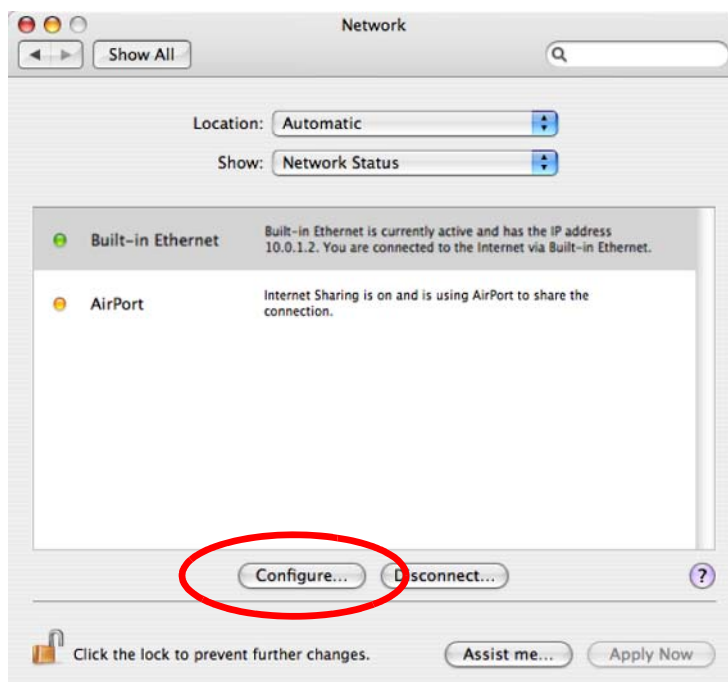 Network
Show All
Location: Automatic
Show: Network Status
Built-in Ethernet
Built-in Ethernet is currently active and has the IP address
10.0.1.2. You are connected to the Internet via Built-in Ethernet.
AirPort
Internet Sharing is on and is using AirPort to share the
connection.
Configure... Disconnect... ?
Click the lock to prevent further changes. Assist me... Apply Now